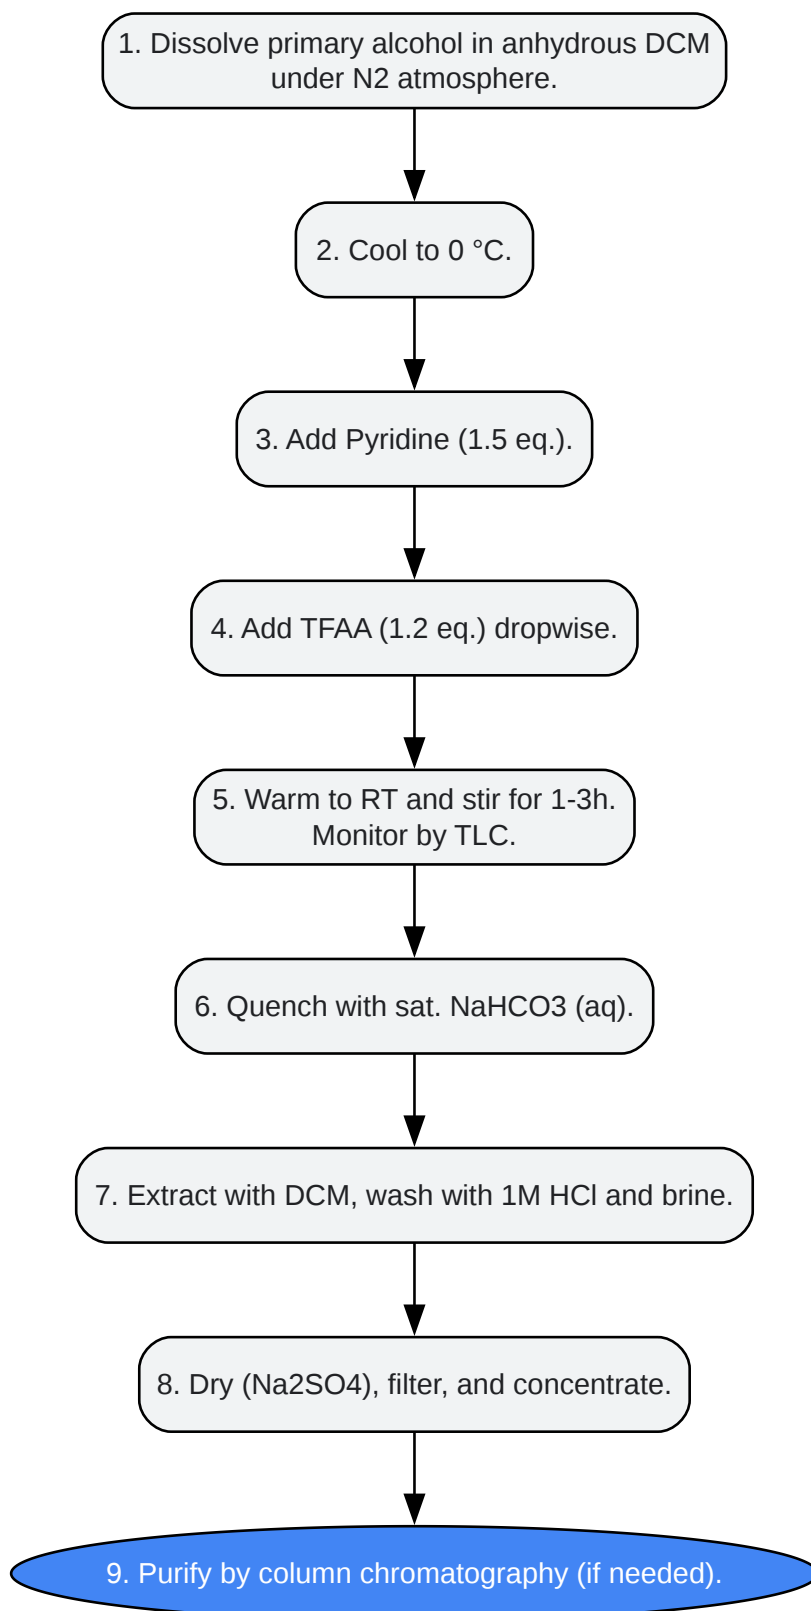 1. Dissolve primary alcohol in anhydrous DCM
under N2 atmosphere.
2. Cool to 0 °C.
3. Add Pyridine (1.5 eq.).
4. Add TFAA (1.2 eq.) dropwise.
5. Warm to RT and stir for 1-3h.
Monitor by TLC.
6. Quench with sat. NaHCO3 (aq).
7. Extract with DCM, wash with 1M HCl and brine.
8. Dry (Na2SO4), filter, and concentrate.
9. Purify by column chromatography (if needed).